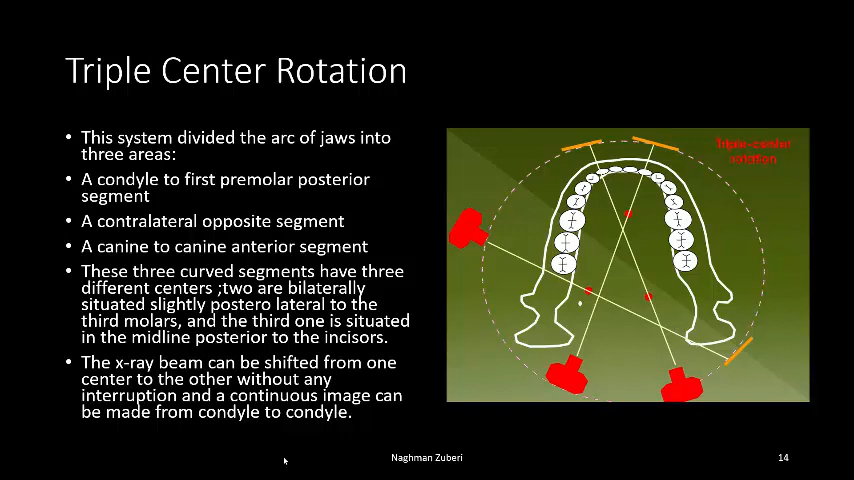 Triple Center Rotation
• This system divided the arc of jaws into
three areas:
• A condyle to first premolar posterior
segment
• A contralateral opposite segment
• A canine to canine anterior segment
• These three curved segments have three
different centers ;two are bilaterally
situated slightly postero lateral to the
third molars, and the third one is situated
in the midline posterior to the incisors.
• The x-ray beam can be shifted from one
center to the other without any
interruption and a continuous image can
be made from condyle to condyle.
Triple-center
rotation
Naghman Zuberi
14